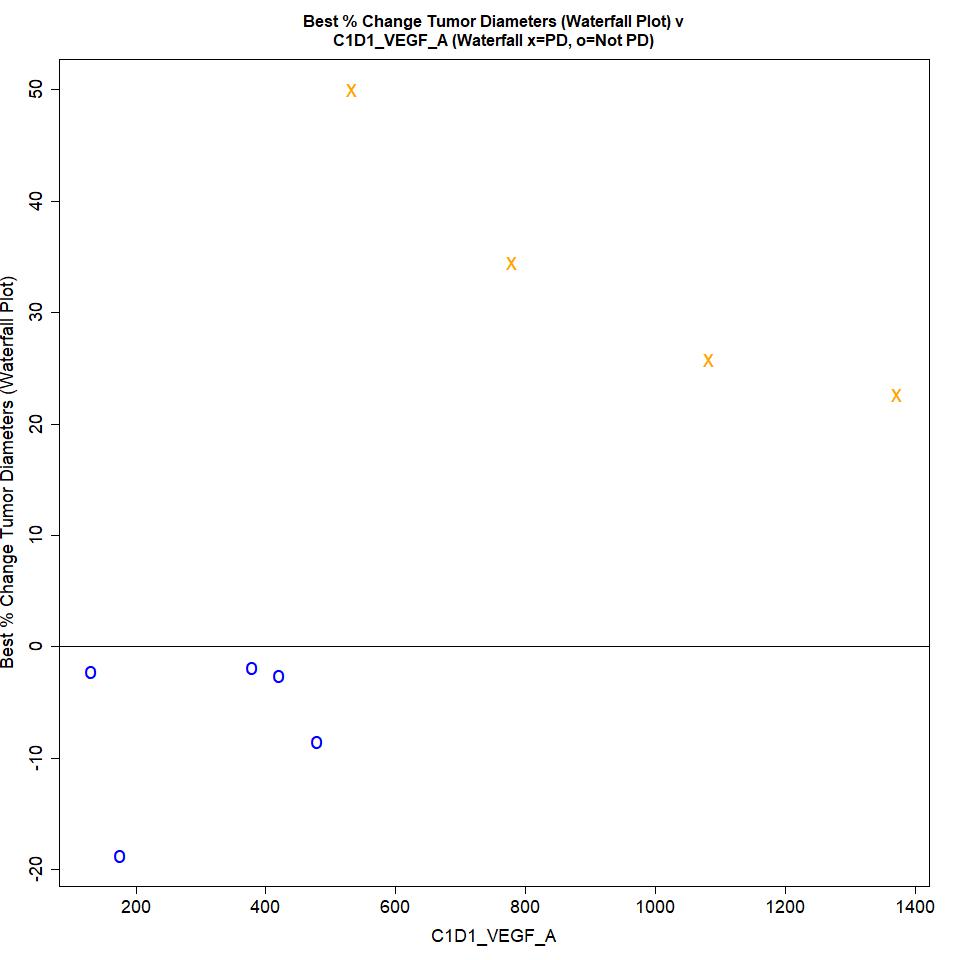 Best % Change Tumor Diameters (Waterfall Plot) v
C1D1_VEGF_A (Waterfall x=PD, o=Not PD)
Best % Change Tumor Diameters (Waterfall Plot)
50
40
30
20
10
0
-10
-20
X
X
X
X
O
O
O
O
O
200 400 600 800 1000 1200 1400
C1D1_VEGF_A